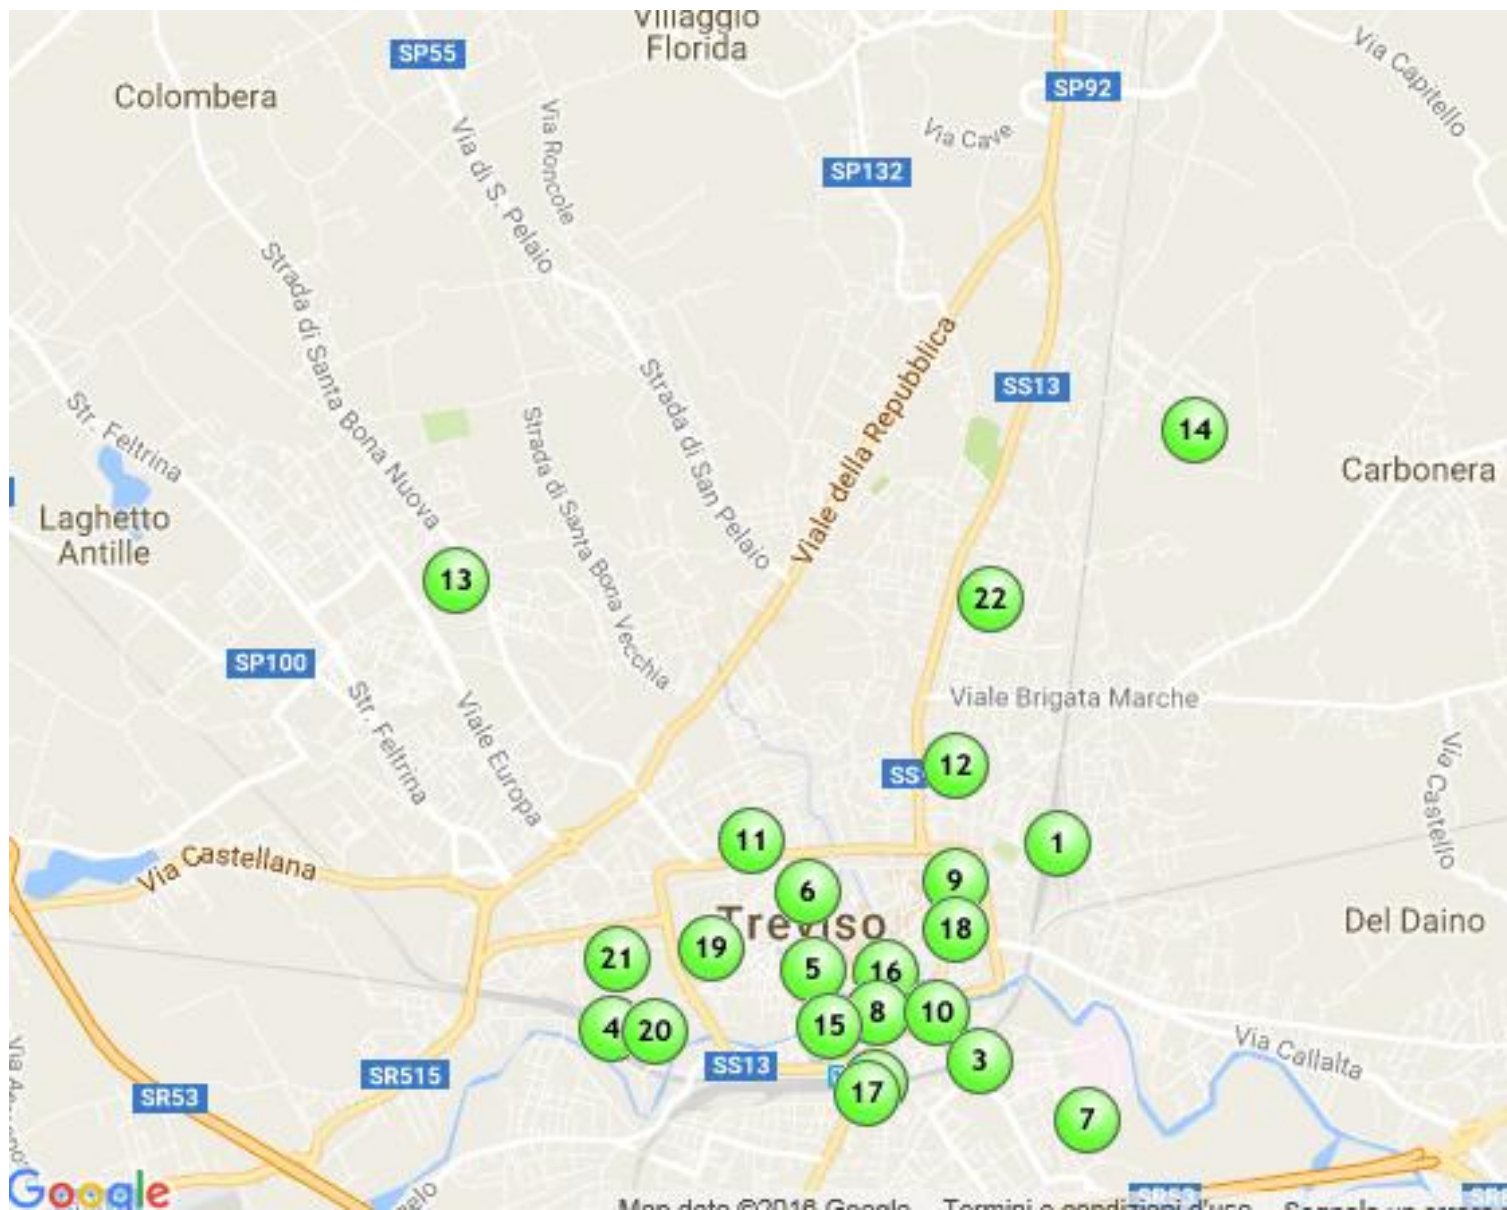 Villaggio
Florida
SP55
Colombera
SP92
Via Capitello
Via Roncole
Via Cave
Via di S. Pelaio
SP132
Strada di Santa Bona Nuova
Viale della Repubblica
Strada di San Pelaio
SS13
Str. Feltrina
Strada di Santa Bona Vecchia
14
Carbonera
Laghetto
Antille
13
22
SP100
Str. Feltrina
Viale Europa
Viale Brigata Marche
Via Castello
12
11
1
Via Castellana
6
9
Treviso
18
Del Daino
19
21
5
16
8
10
15
4
20
3
Via Callalta
SS13
SR515
SR53
17
7
Google
Map data ©2016 Google
Termini e condizioni d'uso
SR53